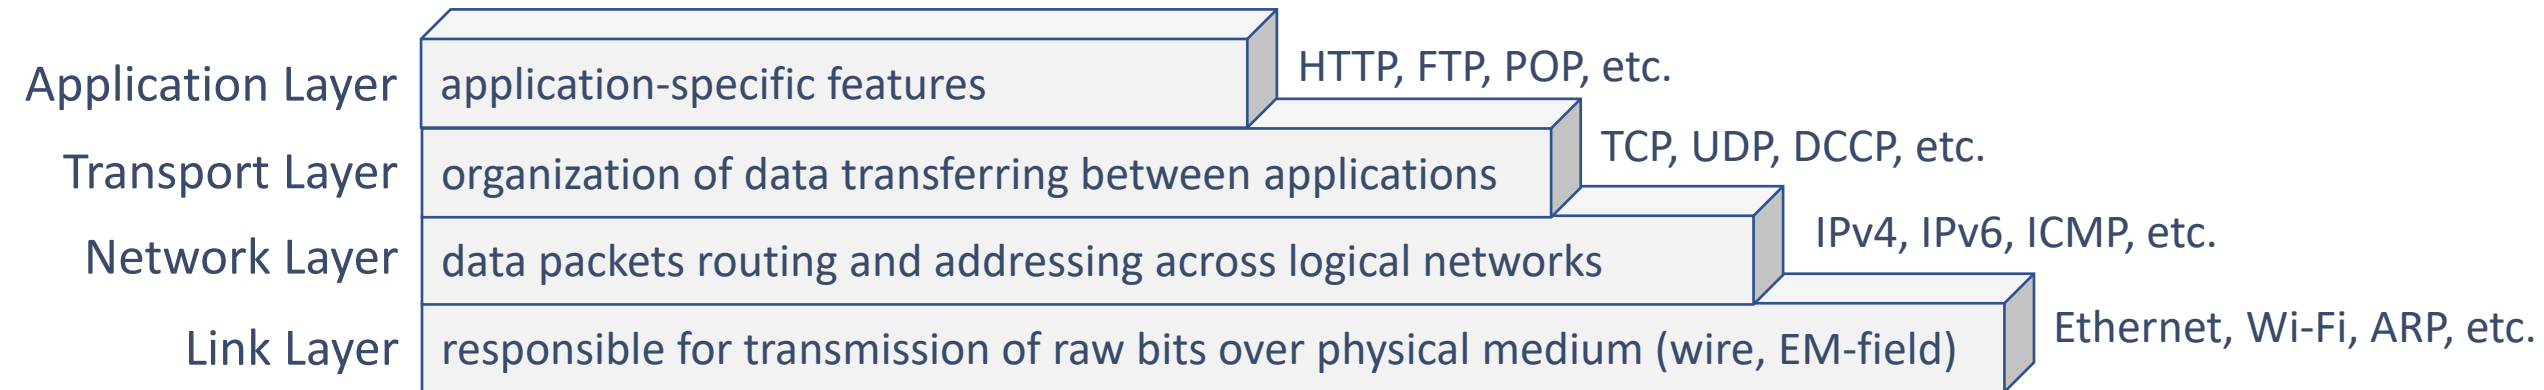 Application Layer
application-specific features
HTTP, FTP, POP, etc.
Transport Layer
organization of data transferring between applications
TCP, UDP, DCCP, etc.
Network Layer
data packets routing and addressing across logical networks
IPv4, IPv6, ICMP, etc.
Link Layer
responsible for transmission of raw bits over physical medium (wire, EM-field)
Ethernet, Wi-Fi, ARP, etc.